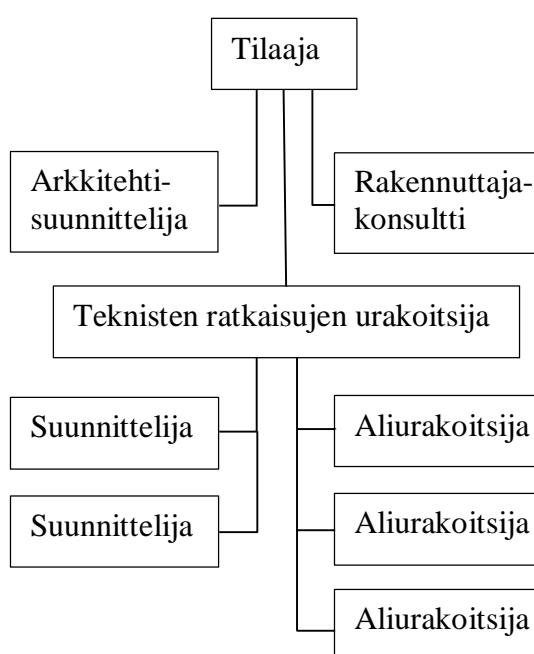 Tilaaja
Arkkitehti-
suunnittelija
Rakennuttaja-
konsultti
Teknisten ratkaisujen urakoitsija
Suunnittelija
Aliurakoitsija
Suunnittelija
Aliurakoitsija
Aliurakoitsija